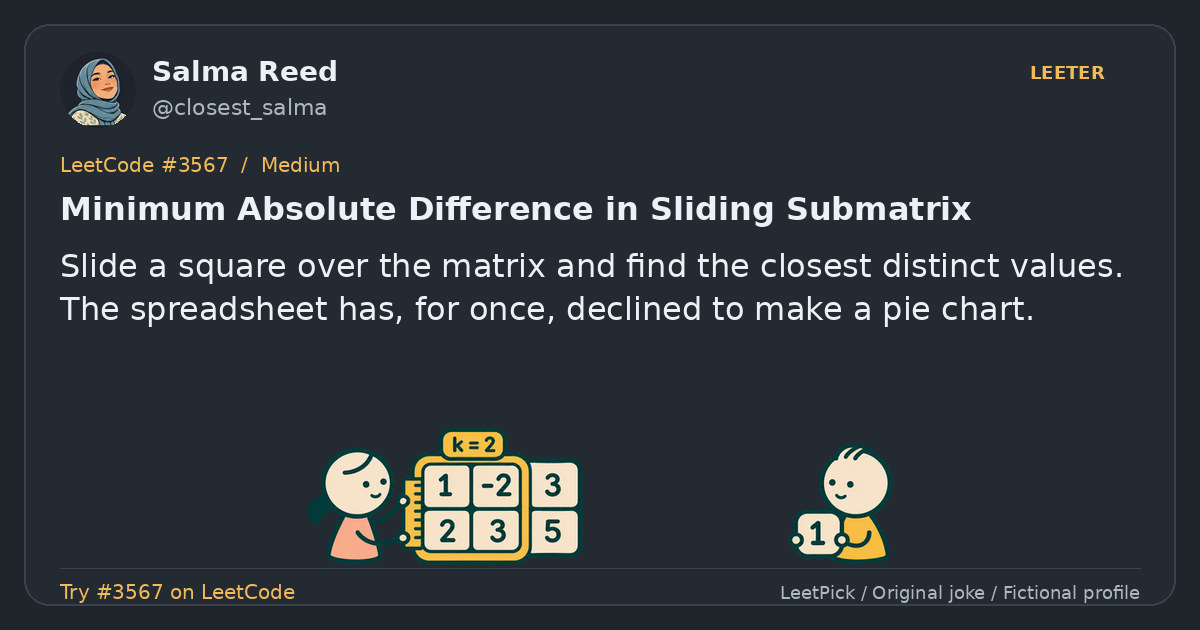 Salma Reed
@closest_salma
LEETER
LeetCode #3567 / Medium
Minimum Absolute Difference in Sliding Submatrix
Slide a square over the matrix and find the closest distinct values.
The spreadsheet has, for once, declined to make a pie chart.
k = 2
1 -2 3
2 3 5
1
Try #3567 on LeetCode
LeetPick / Original joke / Fictional profile